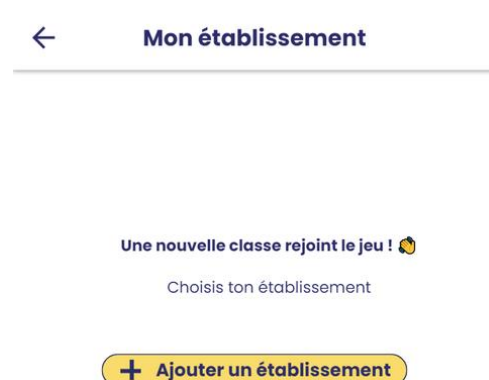 Mon établissement
Une nouvelle classe rejoint le jeu ! 👏
Choisis ton établissement
+ Ajouter un établissement